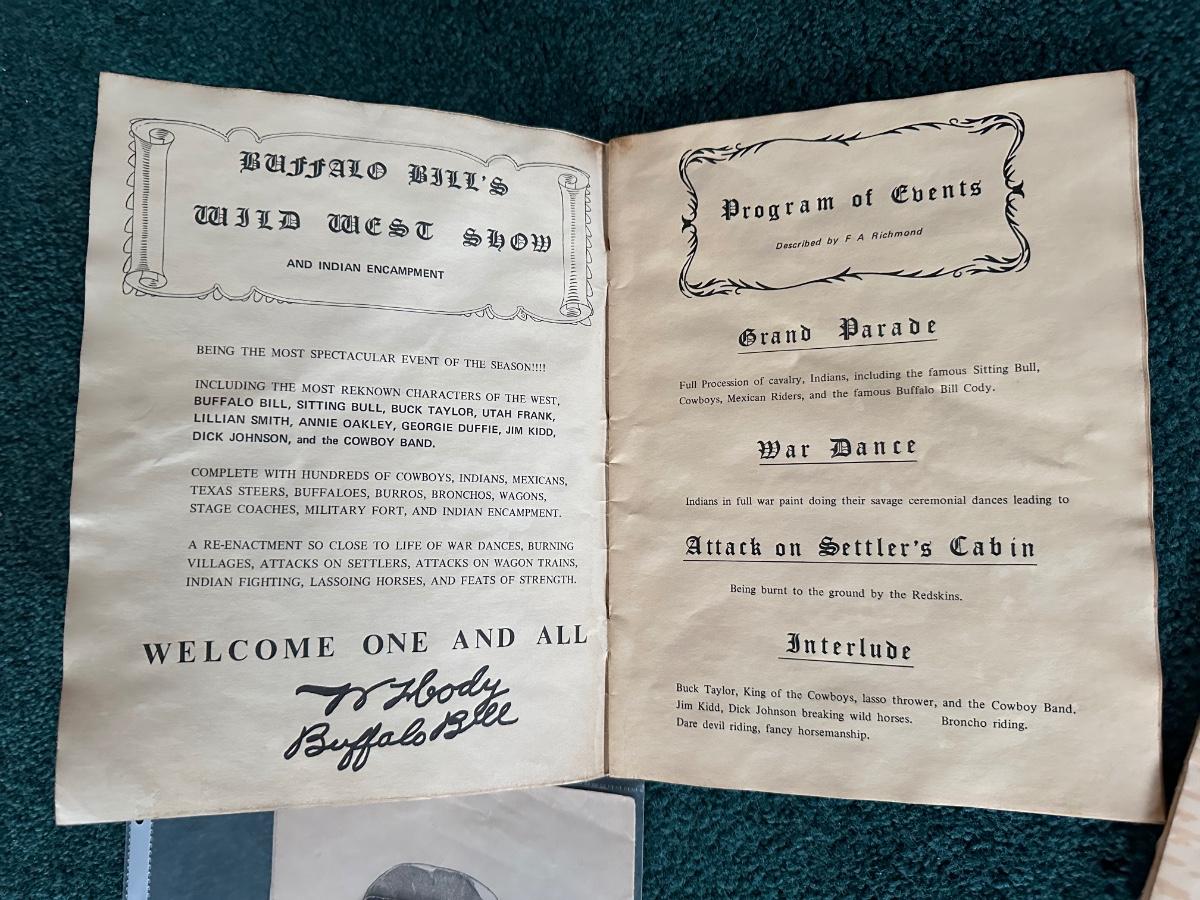 BUFFALO BILL'S
WILD WEST SHOW
AND INDIAN ENCAMPMENT
BEING THE MOST SPECTACULAR EVENT OF THE SEASON!!!!
INCLUDING THE MOST REKNOWN CHARACTERS OF THE WEST,
BUFFALO BILL, SITTING BULL, BUCK TAYLOR, UTAH FRANK,
LILLIAN SMITH, ANNIE OAKLEY, GEORGIE DUFFIE, JIM KIDD,
DICK JOHNSON, and the COWBOY BAND.
COMPLETE WITH HUNDREDS OF COWBOYS, INDIANS, MEXICANS,
TEXAS STEERS, BUFFALOES, BURROS, BRONCHOS, WAGONS,
STAGE COACHES, MILITARY FORT, AND INDIAN ENCAMPMENT.
A RE-ENACTMENT SO CLOSE TO LIFE OF WAR DANCES, BURNING
VILLAGES, ATTACKS ON SETTLERS, ATTACKS ON WAGON TRAINS,
INDIAN FIGHTING, LASSOING HORSES, AND FEATS OF STRENGTH.
WELCOME ONE AND ALL
W F Cody
Buffalo Bill
Program of Events
Described by F A Richmond
Grand Parade
Full Procession of cavalry, Indians, including the famous Sitting Bull,
Cowboys, Mexican Riders, and the famous Buffalo Bill Cody.
War Dance
Indians in full war paint doing their savage ceremonial dances leading to
Attack on Settler's Cabin
Being burnt to the ground by the Redskins.
Interlude
Buck Taylor, King of the Cowboys, lasso thrower, and the Cowboy Band.
Jim Kidd, Dick Johnson breaking wild horses. Broncho riding.
Dare devil riding, fancy horsemanship.